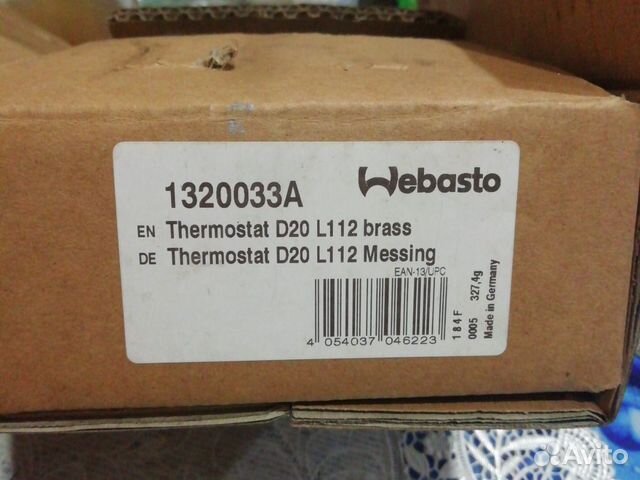 Webasto
1320033A
EN Thermostat D20 L112 brass
DE Thermostat D20 L112 Messing
EAN-13/UPC
4 054037 046223
184F
0005 327,4g
Made in Germany
Avito